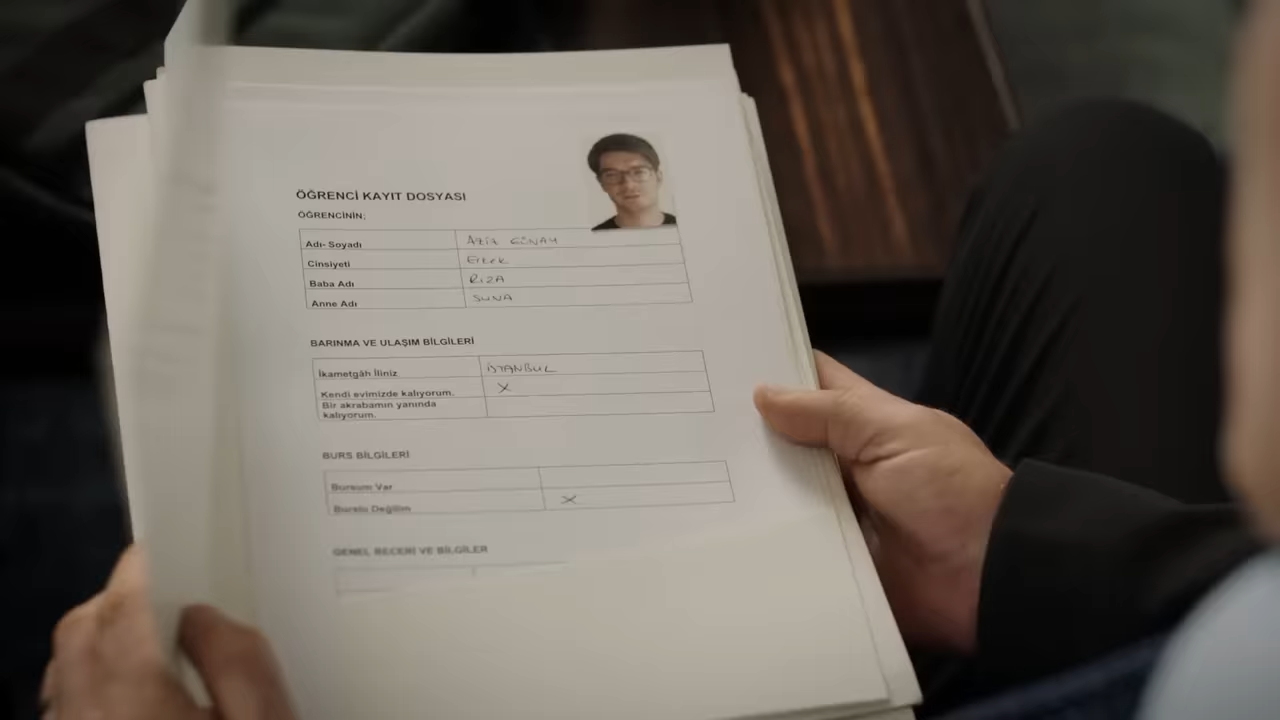 ÖĞRENCİ KAYIT DOSYASI
ÖĞRENCİNİN;
Adı- Soyadı AZİZ GÜNAY
Cinsiyeti Erkek
Baba Adı RIZA
Anne Adı SUNA
BARINMA VE ULAŞIM BİLGİLERİ
İkametgâh İliniz İSTANBUL
Kendi evimizde kalıyorum. X
Bir akrabamın yanında
kalıyorum.
BURS BİLGİLERİ
Bursum Var
Burslu Değilim X
GENEL BECERİ VE BİLGİLER